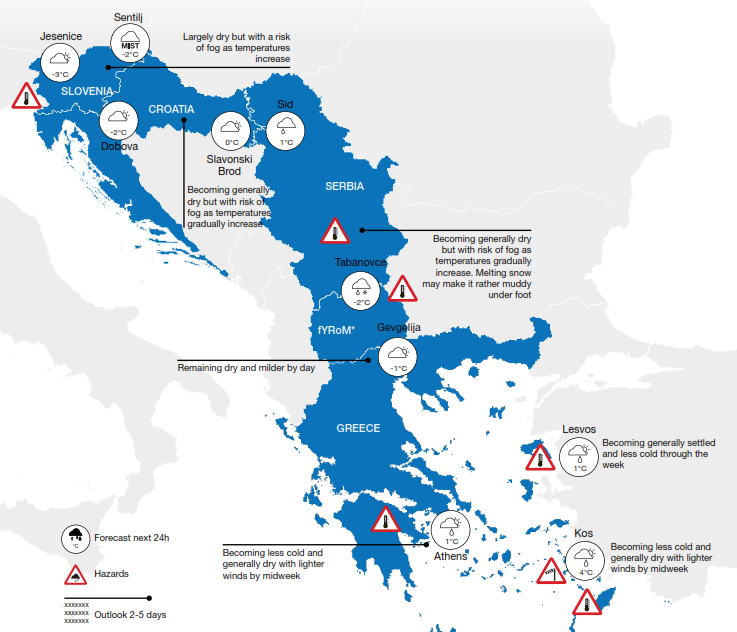 Sentilj
MIST
-2°C
Jesenice
-3°C
Largely dry but with a risk
of fog as temperatures
increase
SLOVENIA
CROATIA
-2°C
Dobova
0°C
Slavonski
Brod
Sid
1°C
Becoming generally
dry but with risk of
fog as temperatures
gradually increase
SERBIA
Becoming generally dry
but with risk of fog as
temperatures gradually
increase. Melting snow
may make it rather muddy
under foot
Tabanovce
-2°C
fYRoM*
Gevgelija
-1°C
Remaining dry and milder by day
GREECE
Lesvos
1°C
Becoming generally settled
and less cold through the
week
1°C
Athens
Becoming less cold and
generally dry with lighter
winds by midweek
Kos
4°C
Becoming less cold and
generally dry with lighter
winds by midweek
°C
Forecast next 24h
Hazards
xxxxxxx
xxxxxxx
xxxxxxx
Outlook 2-5 days